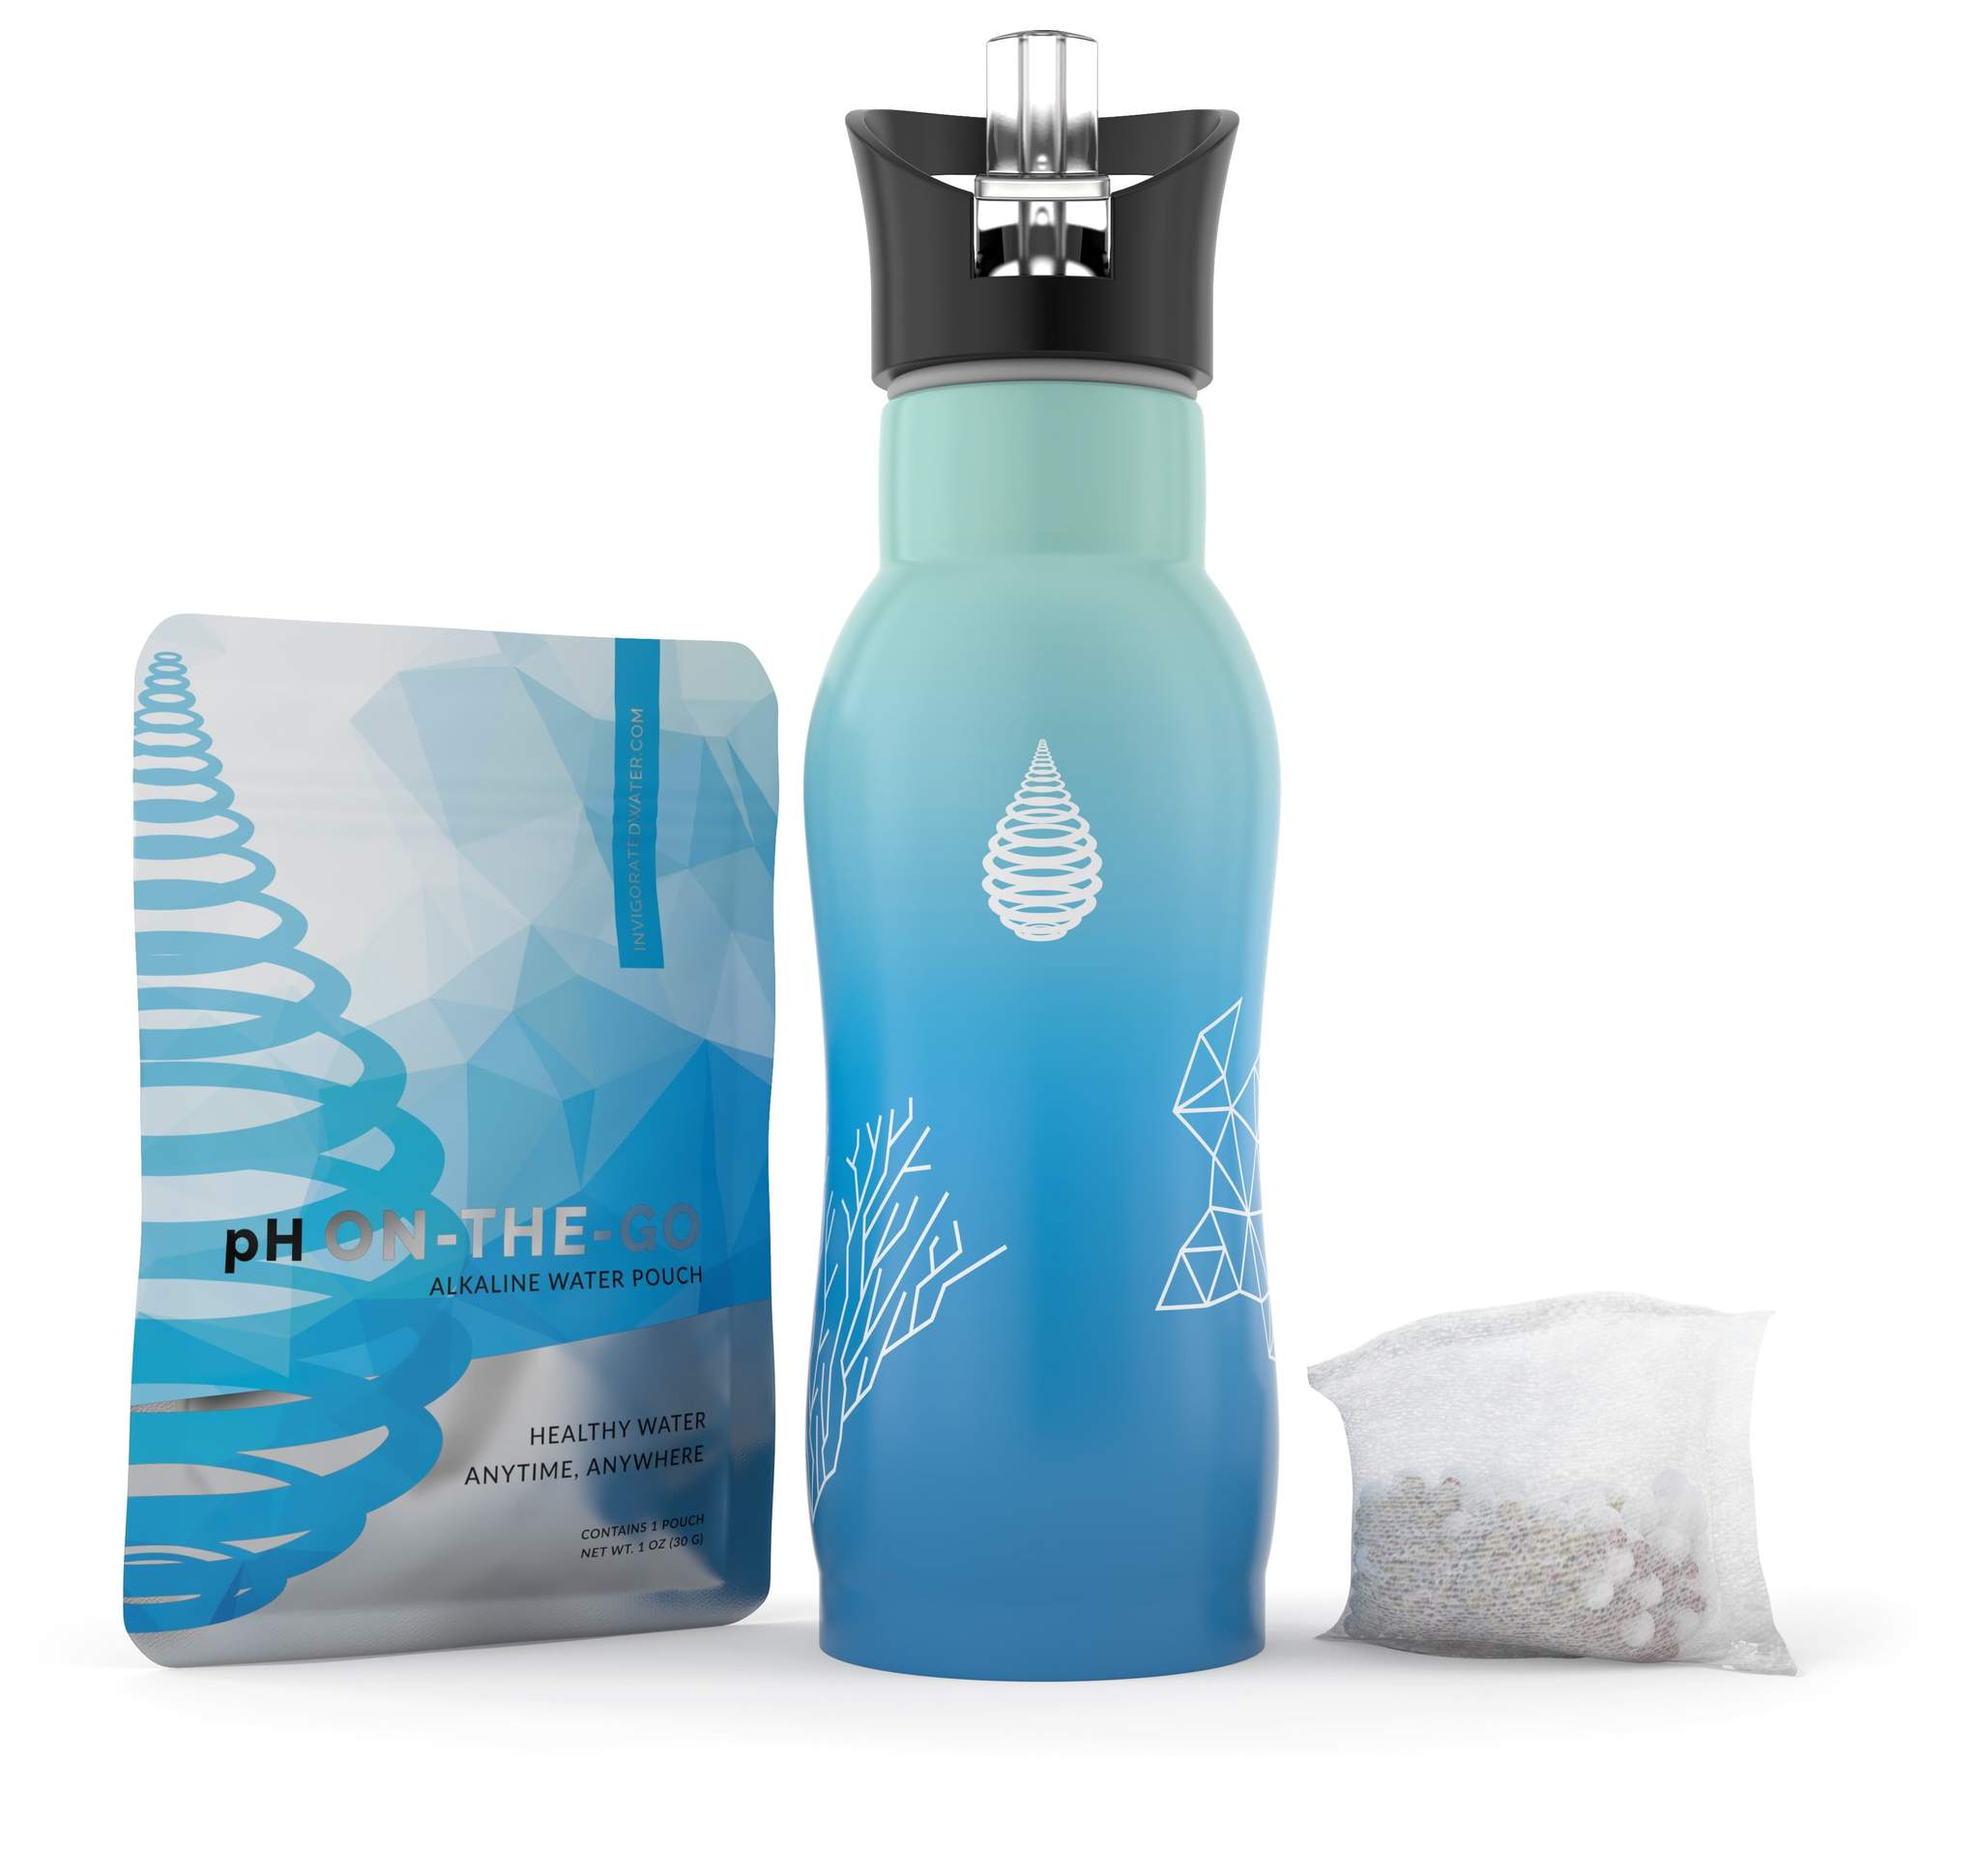 INVIGORATEDWATER.COM
pH ON-THE-GO
ALKALINE WATER POUCH
HEALTHY WATER
ANYTIME, ANYWHERE
CONTAINS 1 POUCH
NET WT. 1 OZ (30 G)